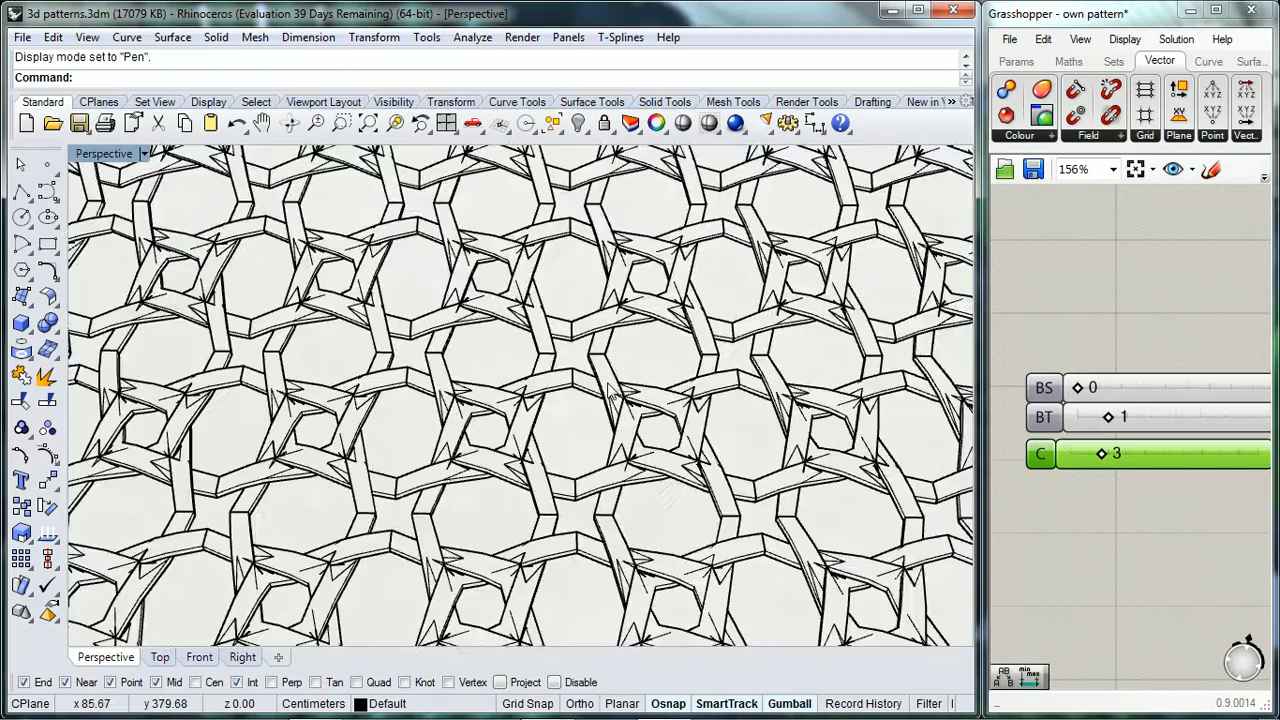 3d patterns.3dm (17079 KB) - Rhinoceros (Evaluation 39 Days Remaining) (64-bit) - [Perspective]
File Edit View Curve Surface Solid Mesh Dimension Transform Tools Analyze Render Panels T-Splines Help
Display mode set to "Pen".
Command:
Standard CPlanes Set View Display Select Viewport Layout Visibility Transform Curve Tools Surface Tools Solid Tools Mesh Tools Render Tools Drafting New in V
Perspective
Perspective Top Front Right
End Near Point Mid Cen Int Perp Tan Quad Knot Vertex Project Disable
CPlane x 85.67 y 379.68 z 0.00 Centimeters Default Grid Snap Ortho Planar Osnap SmartTrack Gumball Record History Filter
Grasshopper - own pattern*
File Edit View Display Solution Help
Params Maths Sets Vector Curve Surfa..
XYZ XYZ
Colour Field Grid Plane Point Vect..
156%
BS 0
BT 1
C 3
AB min
A B max
0.9.0014